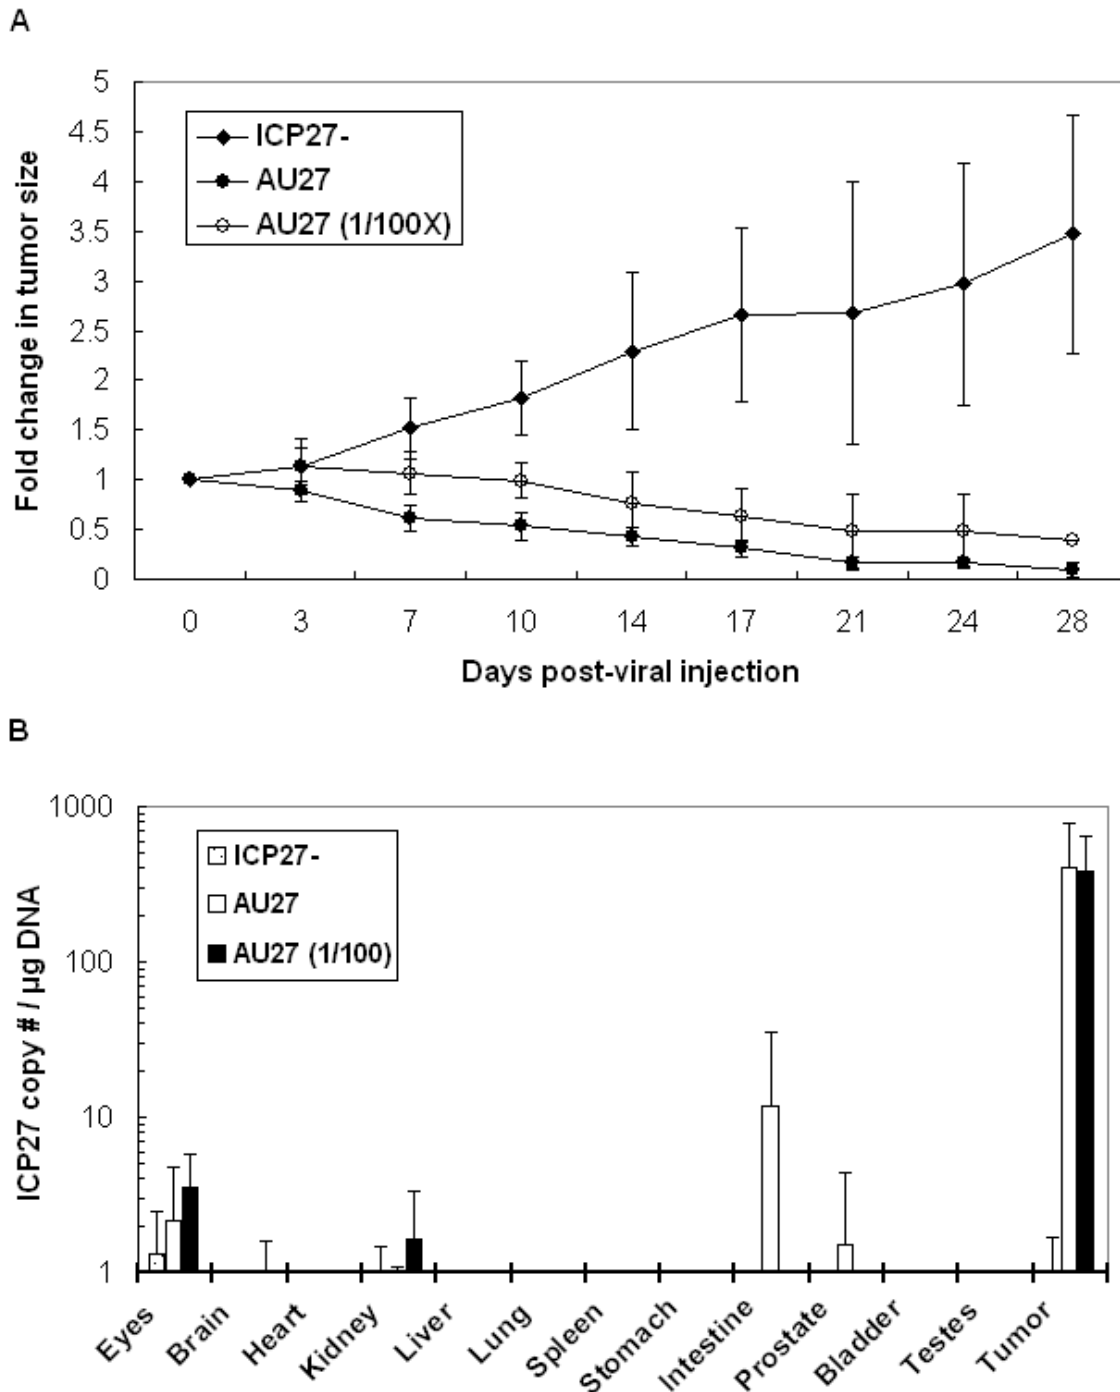 A
5
4.5
4
3.5
3
2.5
2
1.5
1
0.5
0
Fold change in tumor size
ICP27-
AU27
AU27 (1/100X)
0 3 7 10 14 17 21 24 28
Days post-viral injection
B
1000
100
10
1
ICP27 copy # / µg DNA
ICP27-
AU27
AU27 (1/100)
Eyes
Brain
Heart
Kidney
Liver
Lung
Spleen
Stomach
Intestine
Prostate
Bladder
Testes
Tumor